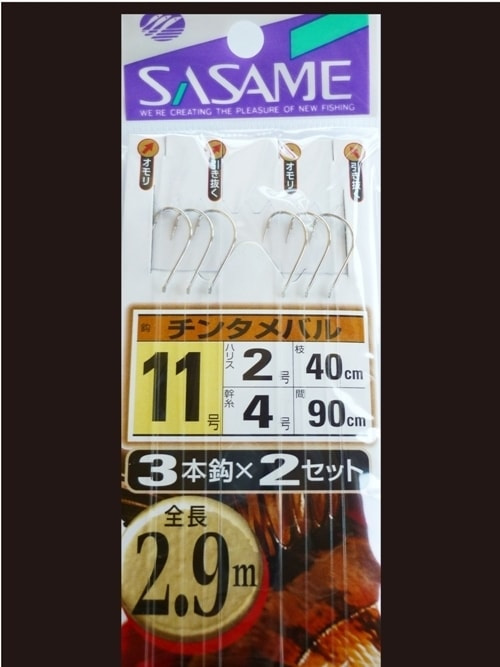 SASAME
WE'RE CREATING THE PLEASURE OF NEW FISHING
オモリ
引き抜く
オモリ
引き抜く
鈎 チンタメバル
11号
ハリス 2号
枝 40cm
幹糸 4号
間 90cm
3本鈎×2セット
全長
2.9m